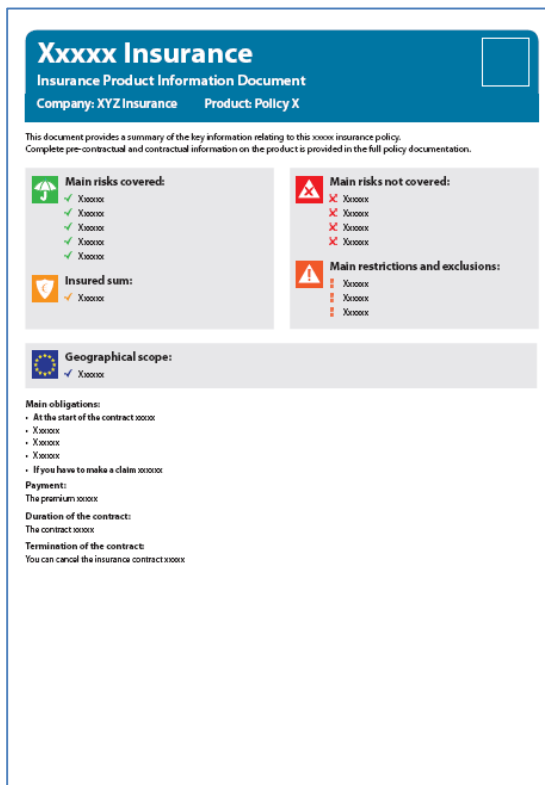 Xxxxx Insurance
Insurance Product Information Document
Company: XYZ Insurance Product: Policy X
This document provides a summary of the key information relating to this xxxxx insurance policy.
Complete pre-contractual and contractual information on the product is provided in the full policy documentation.
Main risks covered:
✓ Xxxxxx
✓ Xxxxxx
✓ Xxxxxx
✓ Xxxxxx
✓ Xxxxxx
Insured sum:
✓ Xxxxxx
Main risks not covered:
✗ Xxxxxx
✗ Xxxxxx
✗ Xxxxxx
✗ Xxxxxx
Main restrictions and exclusions:
! Xxxxxx
! Xxxxxx
! Xxxxxx
Geographical scope:
✓ Xxxxxx
Main obligations:
• At the start of the contract xxxxx
• Xxxxxx
• Xxxxxx
• Xxxxxx
• If you have to make a claim xxxxxx
Payment:
The premium xxxxx
Duration of the contract:
The contract xxxxx
Termination of the contract:
You can cancel the insurance contract xxxxx